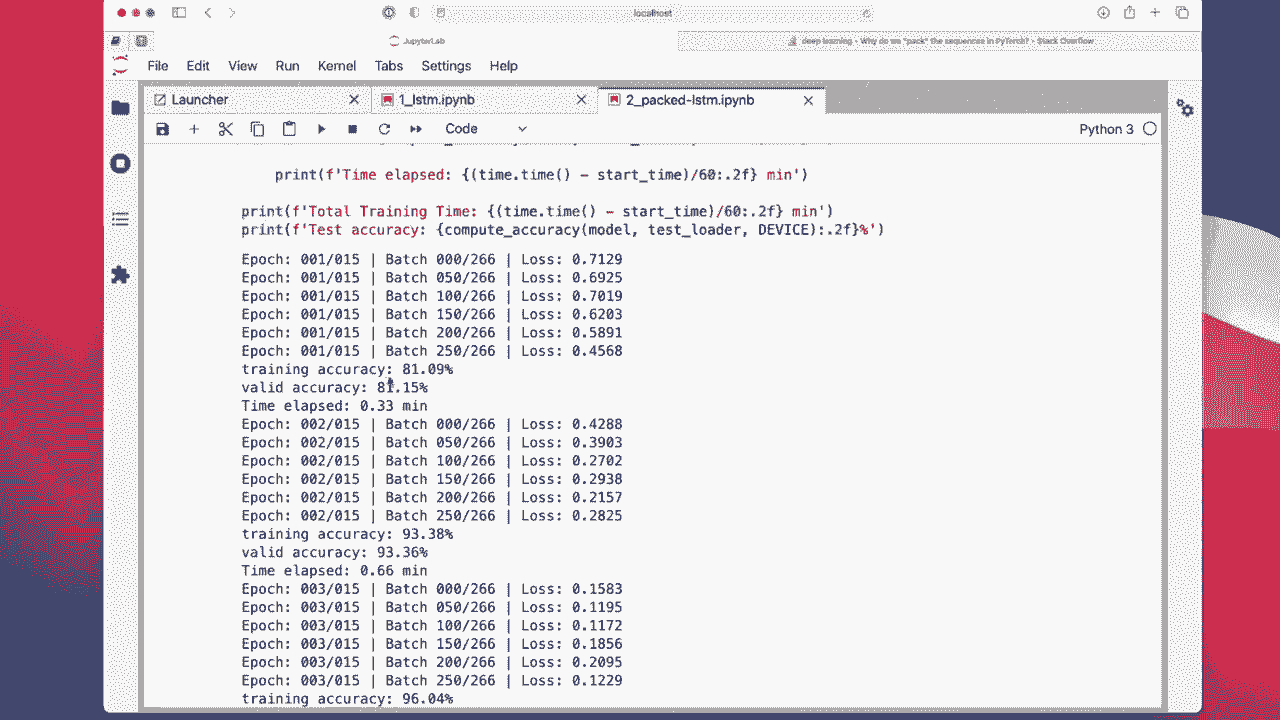 localhost
JupyterLab
deep learning - Why do we "pack" the sequences in PyTorch? - Stack Overflow
File Edit View Run Kernel Tabs Settings Help
Launcher
1_lstm.ipynb
2_packed-lstm.ipynb
Code
Python 3
print(f'Time elapsed: {(time.time() - start_time)/60:.2f} min')
print(f'Total Training Time: {(time.time() - start_time)/60:.2f} min')
print(f'Test accuracy: {compute_accuracy(model, test_loader, DEVICE):.2f}%')
Epoch: 001/015 | Batch 000/266 | Loss: 0.7129
Epoch: 001/015 | Batch 050/266 | Loss: 0.6925
Epoch: 001/015 | Batch 100/266 | Loss: 0.7019
Epoch: 001/015 | Batch 150/266 | Loss: 0.6203
Epoch: 001/015 | Batch 200/266 | Loss: 0.5891
Epoch: 001/015 | Batch 250/266 | Loss: 0.4568
training accuracy: 81.09%
valid accuracy: 81.15%
Time elapsed: 0.33 min
Epoch: 002/015 | Batch 000/266 | Loss: 0.4288
Epoch: 002/015 | Batch 050/266 | Loss: 0.3903
Epoch: 002/015 | Batch 100/266 | Loss: 0.2702
Epoch: 002/015 | Batch 150/266 | Loss: 0.2938
Epoch: 002/015 | Batch 200/266 | Loss: 0.2157
Epoch: 002/015 | Batch 250/266 | Loss: 0.2825
training accuracy: 93.38%
valid accuracy: 93.36%
Time elapsed: 0.66 min
Epoch: 003/015 | Batch 000/266 | Loss: 0.1583
Epoch: 003/015 | Batch 050/266 | Loss: 0.1195
Epoch: 003/015 | Batch 100/266 | Loss: 0.1172
Epoch: 003/015 | Batch 150/266 | Loss: 0.1856
Epoch: 003/015 | Batch 200/266 | Loss: 0.2095
Epoch: 003/015 | Batch 250/266 | Loss: 0.1229
training accuracy: 96.04%